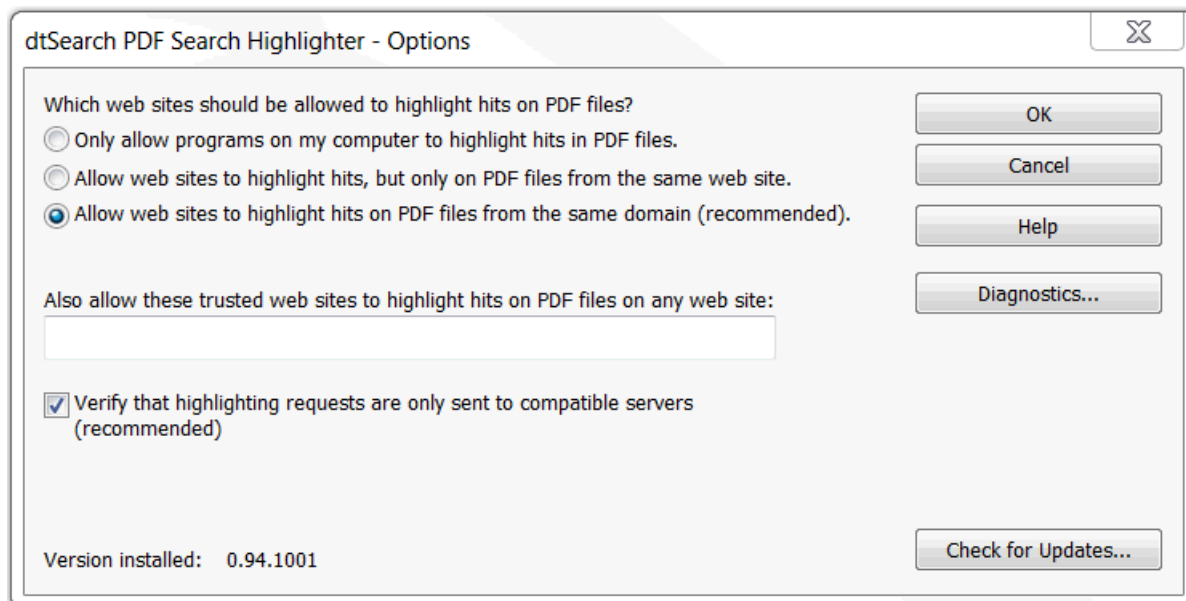 dtSearch PDF Search Highlighter - Options
Which web sites should be allowed to highlight hits on PDF files?
Only allow programs on my computer to highlight hits in PDF files.
Allow web sites to highlight hits, but only on PDF files from the same web site.
Allow web sites to highlight hits on PDF files from the same domain (recommended).
Also allow these trusted web sites to highlight hits on PDF files on any web site:
Verify that highlighting requests are only sent to compatible servers
(recommended)
Version installed: 0.94.1001
OK
Cancel
Help
Diagnostics...
Check for Updates...